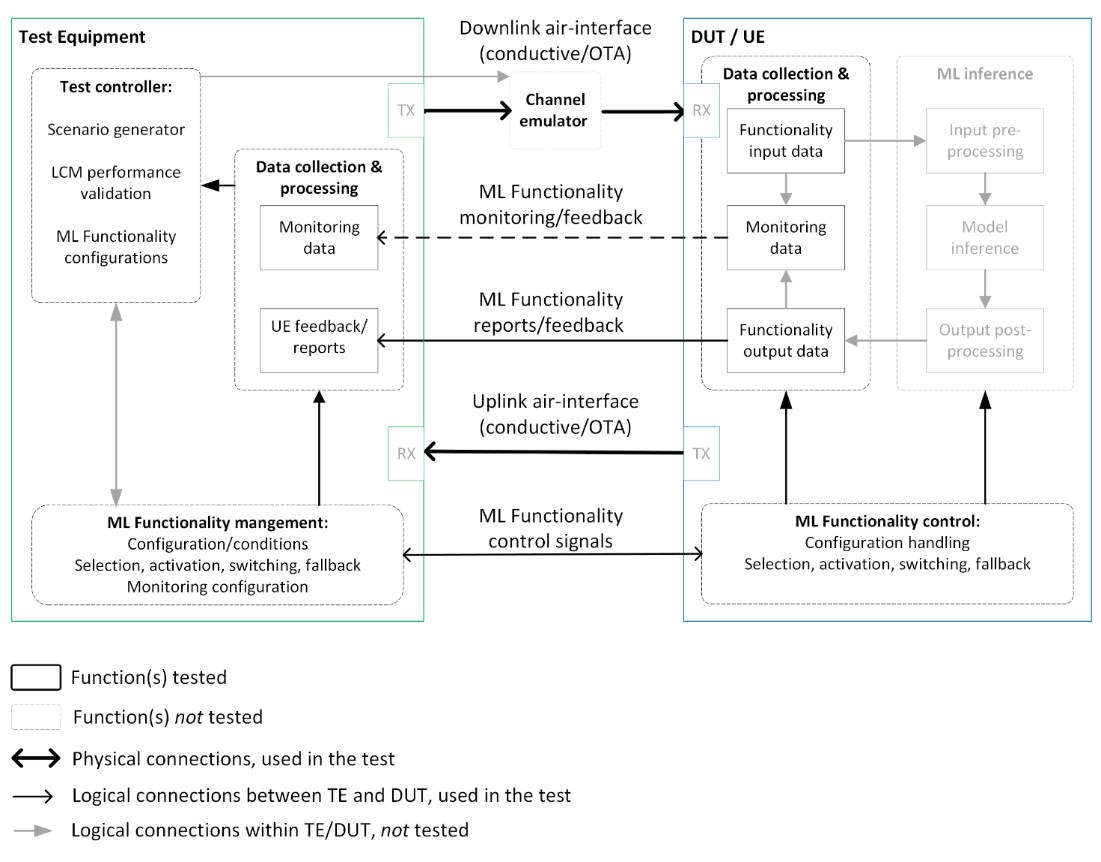 Test Equipment
Test controller:
Scenario generator
LCM performance
validation
ML Functionality
configurations
Data collection &
processing
Monitoring
data
UE feedback/
reports
ML Functionality mangement:
Configuration/conditions
Selection, activation, switching, fallback
Monitoring configuration
TX
RX
Downlink air-interface
(conductive/OTA)
Channel
emulator
ML Functionality
monitoring/feedback
ML Functionality
reports/feedback
Uplink air-interface
(conductive/OTA)
ML Functionality
control signals
DUT / UE
RX
TX
Data collection &
processing
Functionality
input data
Monitoring
data
Functionality
output data
ML inference
Input pre-
processing
Model
inference
Output post-
processing
ML Functionality control:
Configuration handling
Selection, activation, switching, fallback
Function(s) tested
Function(s) not tested
Physical connections, used in the test
Logical connections between TE and DUT, used in the test
Logical connections within TE/DUT, not tested